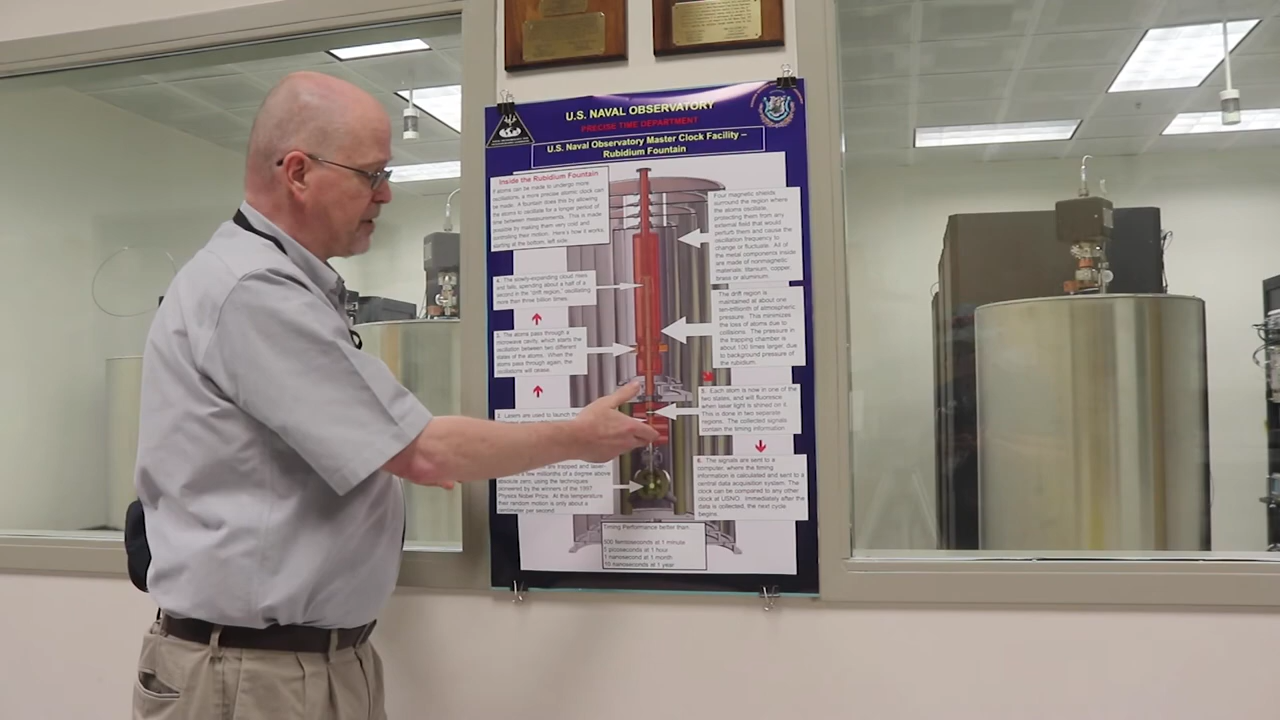 U.S. NAVAL OBSERVATORY
PRECISE TIME DEPARTMENT
U.S. Naval Observatory Master Clock Facility –
Rubidium Fountain
Inside the Rubidium Fountain
If atoms can be made to undergo more
oscillations, a more precise atomic clock can
be made. A fountain does this by allowing
the atoms to oscillate for a longer period of
time between measurements. This is made
possible by making them very cold and
controlling their motion. Here's how it works,
starting at the bottom, left side.
4. The slowly-expanding cloud rises
and falls, spending about a half of a
second in the "drift region," oscillating
more than three billion times.
3. The atoms pass through a
microwave cavity, which starts the
oscillation between two different
states of the atoms. When the
atoms pass through again, the
oscillations will cease.
2. Lasers are used to launch the
are trapped and laser-
a few millionths of a degree above
absolute zero, using the techniques
pioneered by the winners of the 1997
Physics Nobel Prize. At this temperature
their random motion is only about a
centimeter per second.
Four magnetic shields
surround the region where
the atoms oscillate,
protecting them from any
external field that would
perturb them and cause the
oscillation frequency to
change or fluctuate. All of
the metal components inside
are made of nonmagnetic
materials: titanium, copper,
brass or aluminum.
The drift region is
maintained at about one
ten-trillionth of atmospheric
pressure. This minimizes
the loss of atoms due to
collisions. The pressure in
the trapping chamber is
about 100 times larger, due
to background pressure of
the rubidium.
5. Each atom is now in one of the
two states, and will fluoresce
when laser light is shined on it.
This is done in two separate
regions. The collected signals
contain the timing information.
6. The signals are sent to a
computer, where the timing
information is calculated and sent to a
central data acquisition system. The
clock can be compared to any other
clock at USNO. Immediately after the
data is collected, the next cycle
begins.
Timing Performance better than:
500 femtoseconds at 1 minute
5 picoseconds at 1 hour
1 nanosecond at 1 month
10 nanoseconds at 1 year